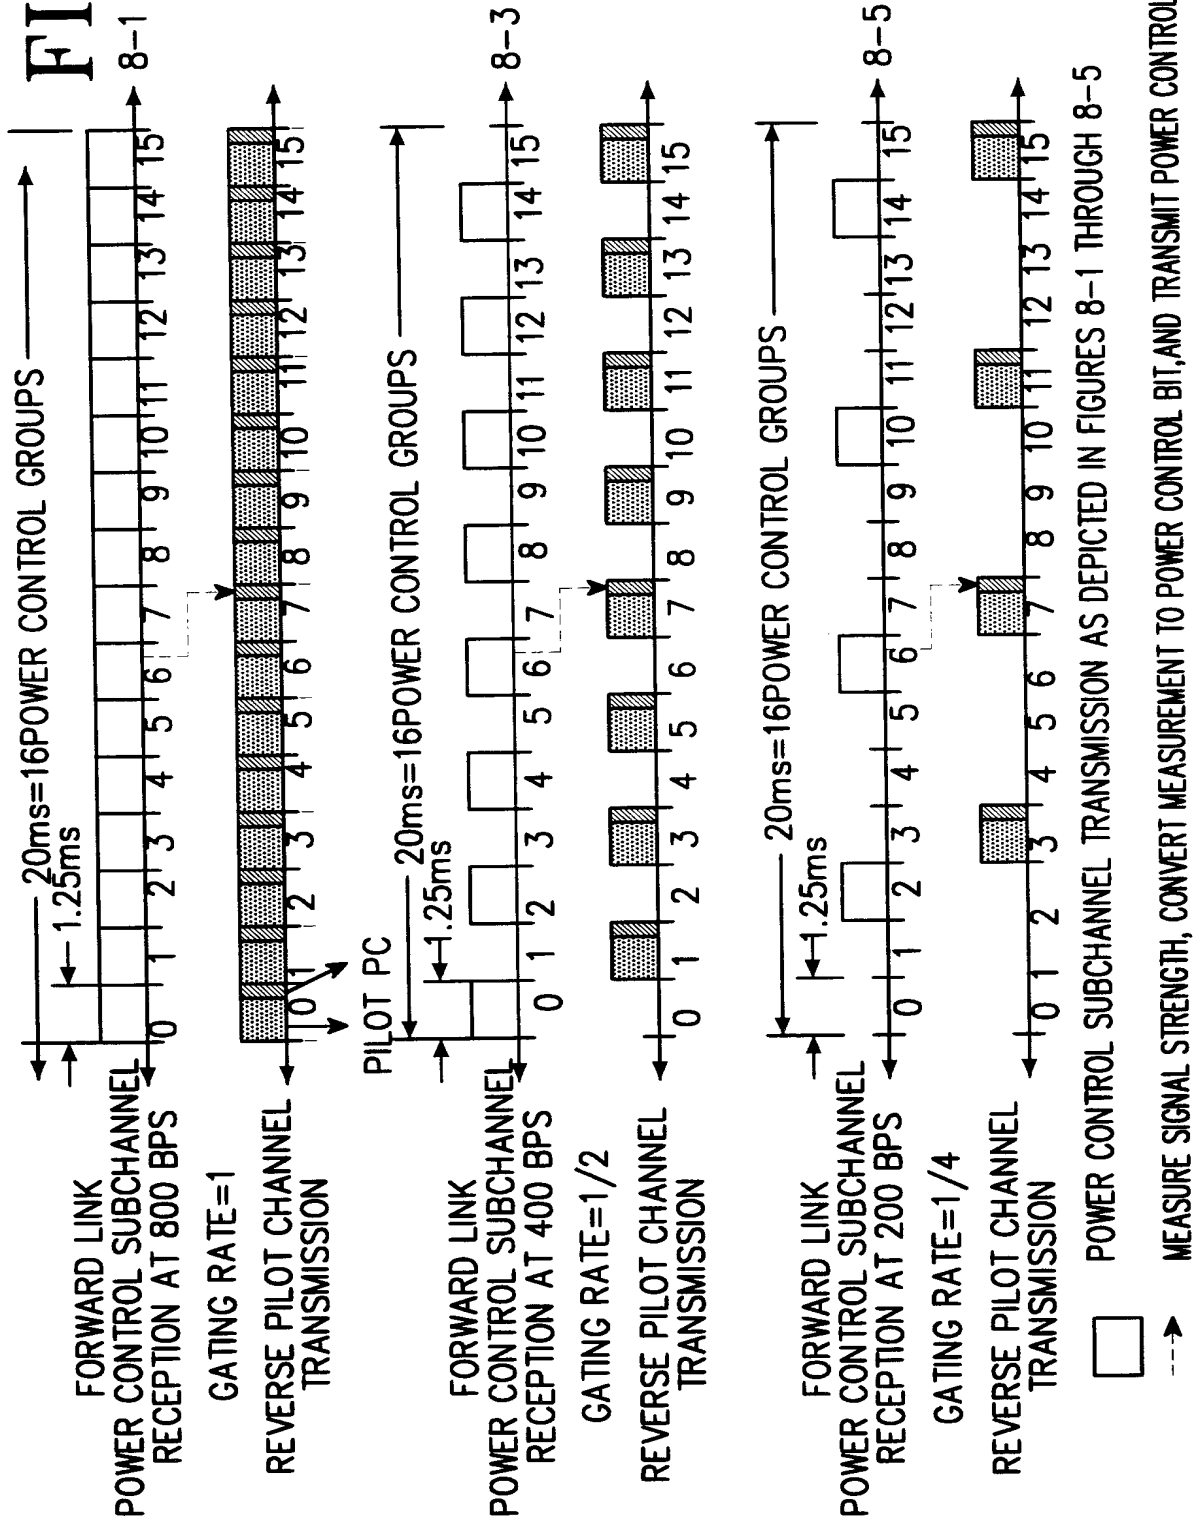 FI
20ms=16POWER CONTROL GROUPS
1.25ms
8-1
FORWARD LINK
POWER CONTROL SUBCHANNEL
RECEPTION AT 800 BPS
0 1 2 3 4 5 6 7 8 9 10 11 12 13 14 15
GATING RATE=1
REVERSE PILOT CHANNEL
TRANSMISSION
0 1 2 3 4 5 6 7 8 9 10 11 12 13 14 15
PILOT PC
20ms=16POWER CONTROL GROUPS
1.25ms
8-3
FORWARD LINK
POWER CONTROL SUBCHANNEL
RECEPTION AT 400 BPS
0 1 2 3 4 5 6 7 8 9 10 11 12 13 14 15
GATING RATE=1/2
REVERSE PILOT CHANNEL
TRANSMISSION
0 1 2 3 4 5 6 7 8 9 10 11 12 13 14 15
20ms=16POWER CONTROL GROUPS
1.25ms
8-5
FORWARD LINK
POWER CONTROL SUBCHANNEL
RECEPTION AT 200 BPS
0 1 2 3 4 5 6 7 8 9 10 11 12 13 14 15
GATING RATE=1/4
REVERSE PILOT CHANNEL
TRANSMISSION
0 1 2 3 4 5 6 7 8 9 10 11 12 13 14 15
POWER CONTROL SUBCHANNEL TRANSMISSION AS DEPICTED IN FIGURES 8-1 THROUGH 8-5
MEASURE SIGNAL STRENGTH, CONVERT MEASUREMENT TO POWER CONTROL BIT,AND TRANSMIT POWER CONTROL